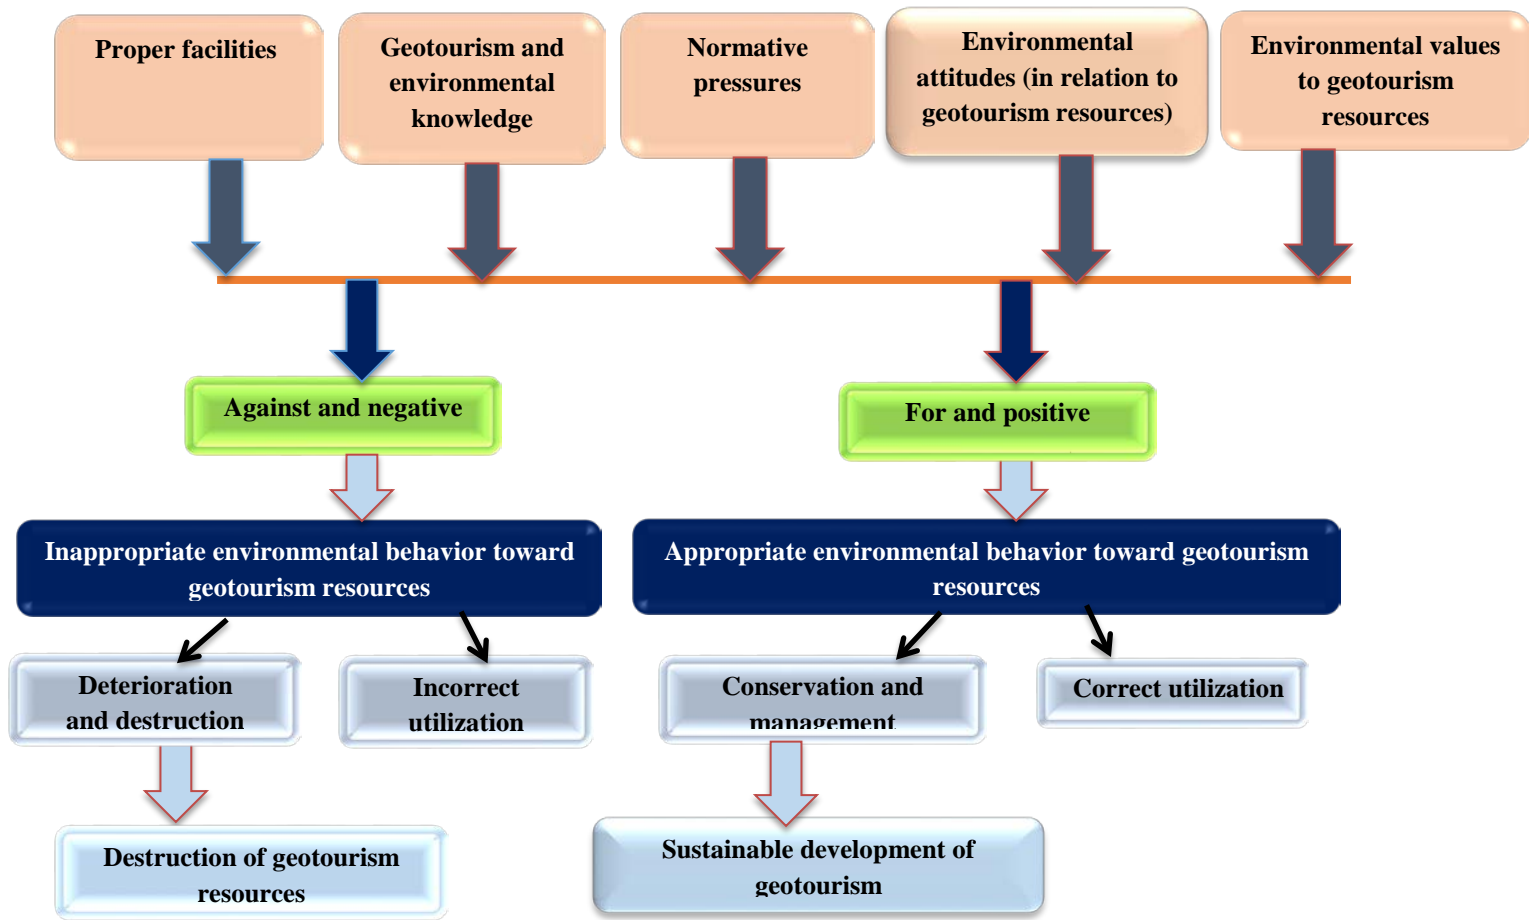 Proper facilities
Geotourism and
environmental
knowledge
Normative
pressures
Environmental
attitudes (in relation to
geotourism resources)
Environmental values
to geotourism
resources
Against and negative
For and positive
Inappropriate environmental behavior toward
geotourism resources
Appropriate environmental behavior toward geotourism
resources
Deterioration
and destruction
Incorrect
utilization
Conservation and
management
Correct utilization
Destruction of geotourism
resources
Sustainable development of
geotourism